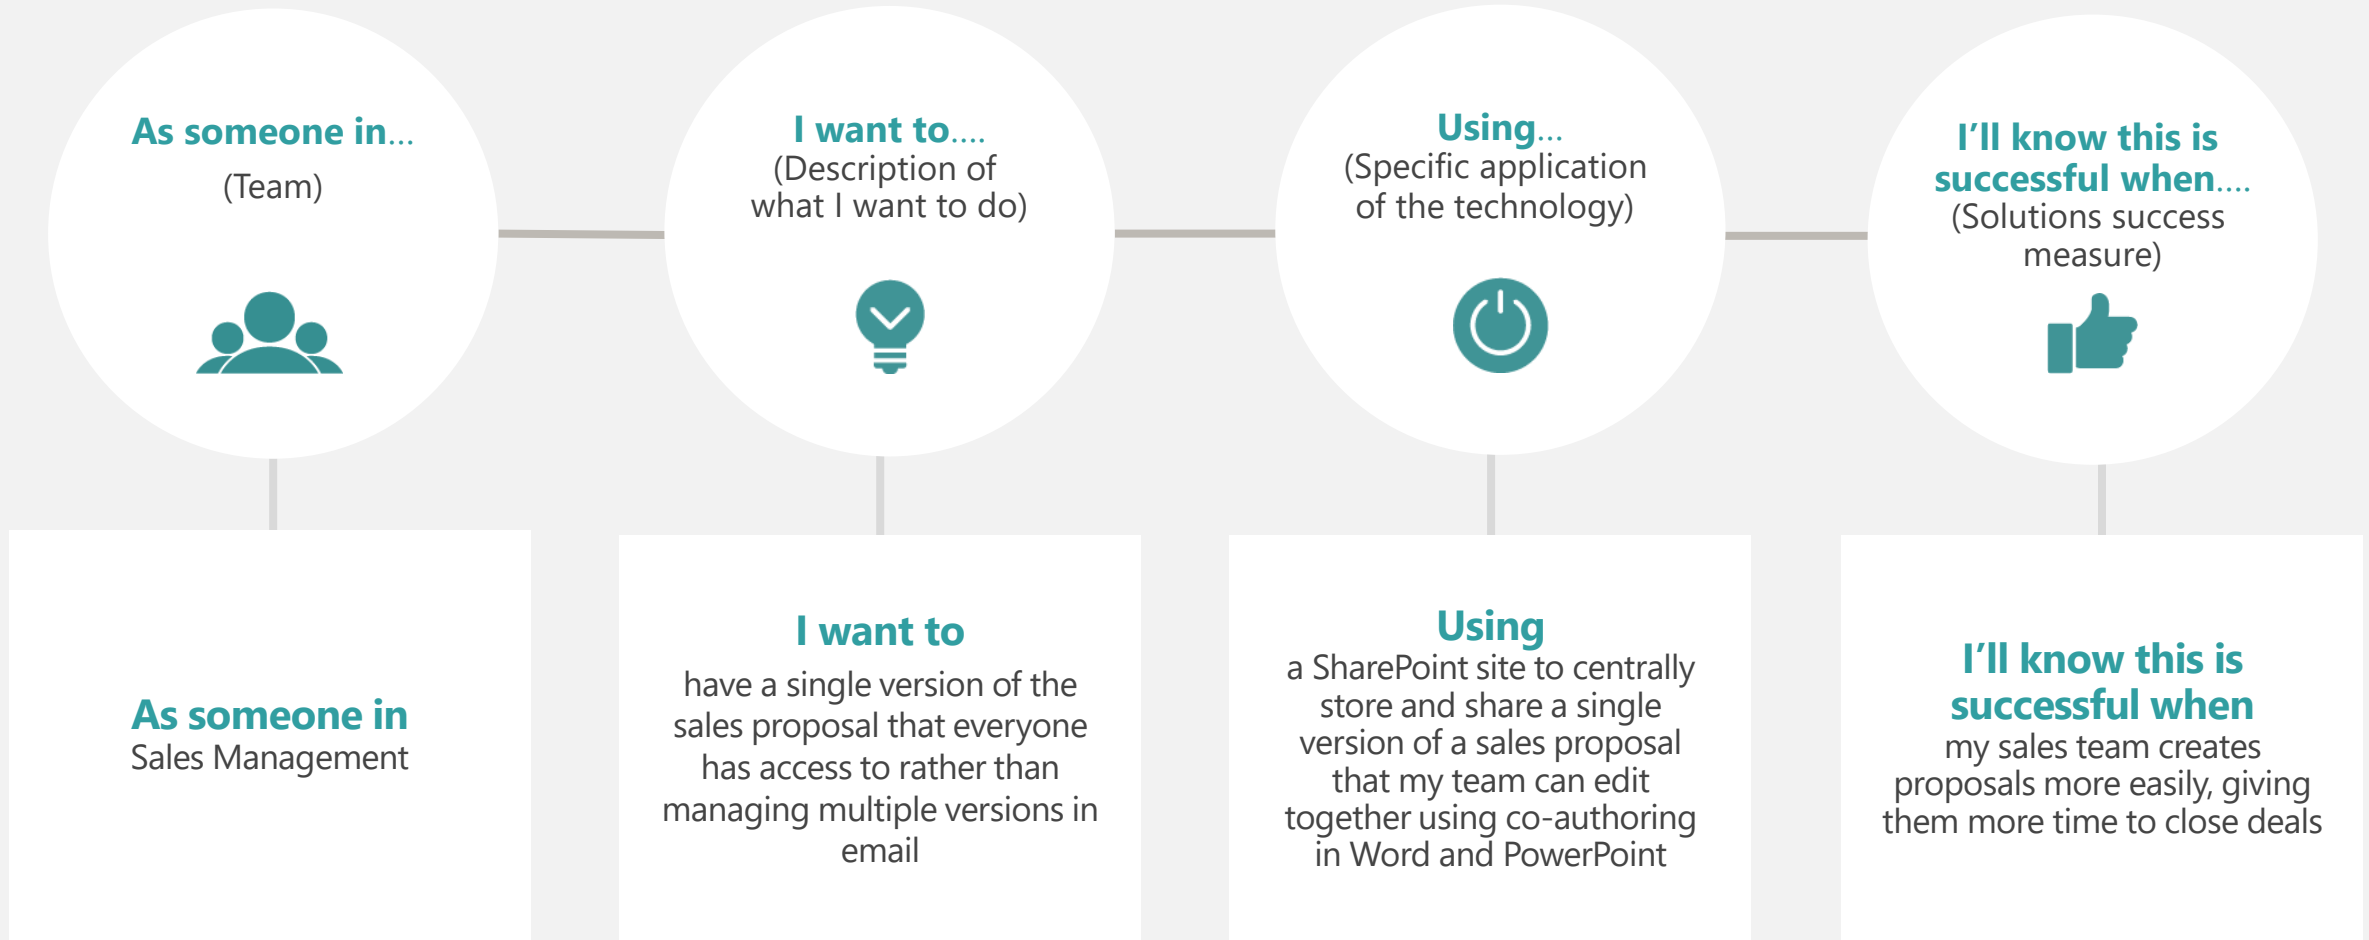 As someone in...
(Team)
I want to....
(Description of
what I want to do)
Using...
(Specific application
of the technology)
I’ll know this is
successful when....
(Solutions success
measure)
As someone in
Sales Management
I want to
have a single version of the
sales proposal that everyone
has access to rather than
managing multiple versions in
email
Using
a SharePoint site to centrally
store and share a single
version of a sales proposal
that my team can edit
together using co-authoring
in Word and PowerPoint
I’ll know this is
successful when
my sales team creates
proposals more easily, giving
them more time to close deals